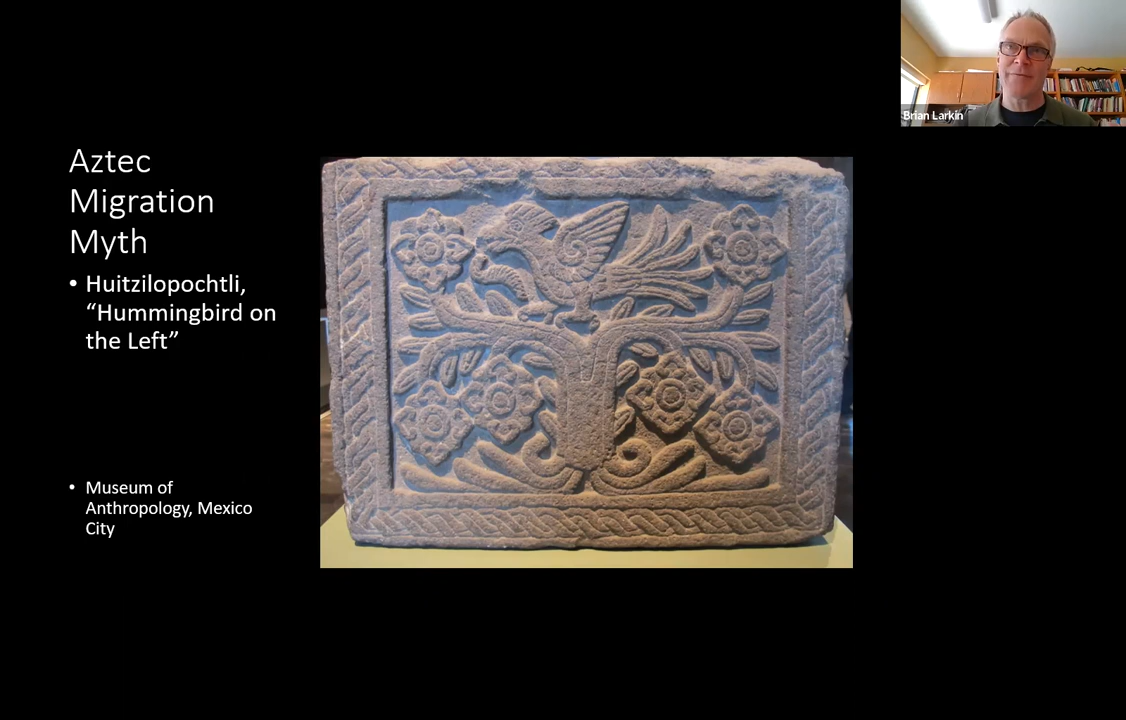 Aztec
Migration
Myth
• Huitzilopochtli,
“Hummingbird on
the Left”
• Museum of
Anthropology, Mexico
City
Brian Larkin